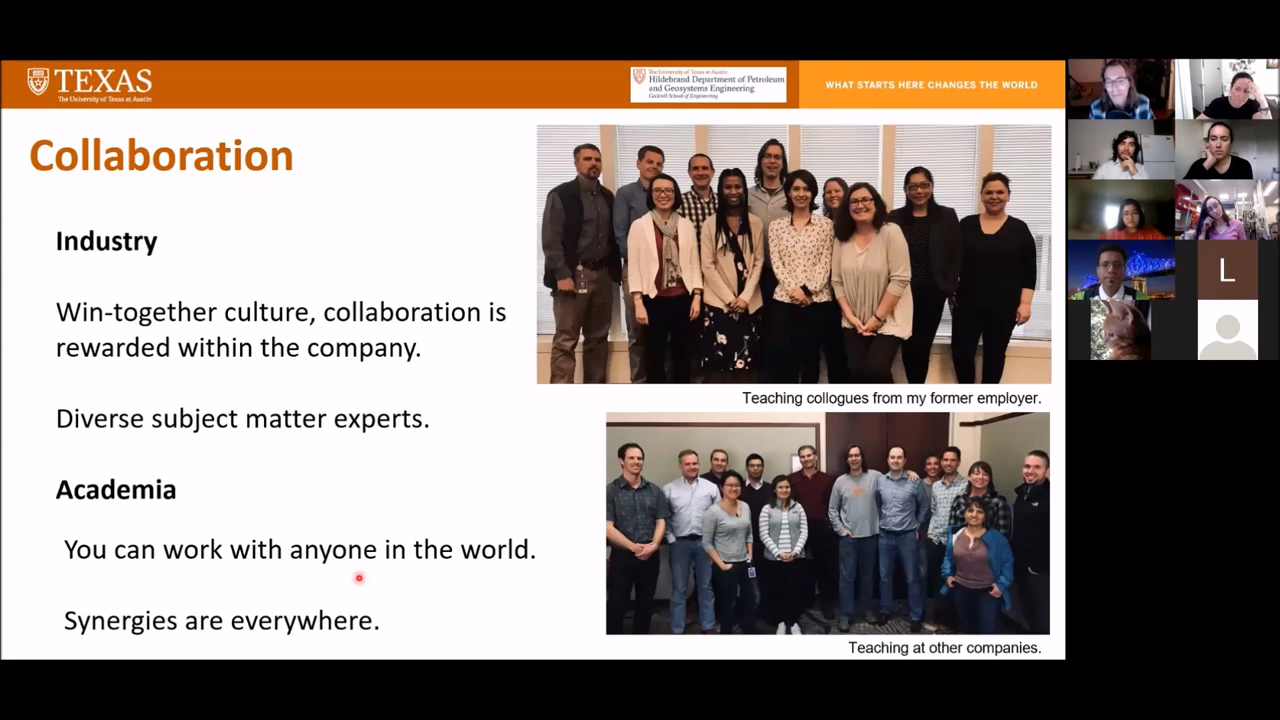 TEXAS
The University of Texas at Austin
The University of Texas at Austin
Hildebrand Department of Petroleum
and Geosystems Engineering
Cockrell School of Engineering
WHAT STARTS HERE CHANGES THE WORLD
Collaboration
Industry
Win-together culture, collaboration is
rewarded within the company.
Diverse subject matter experts.
Academia
You can work with anyone in the world.
Synergies are everywhere.
Teaching collogues from my former employer.
Teaching at other companies.
L